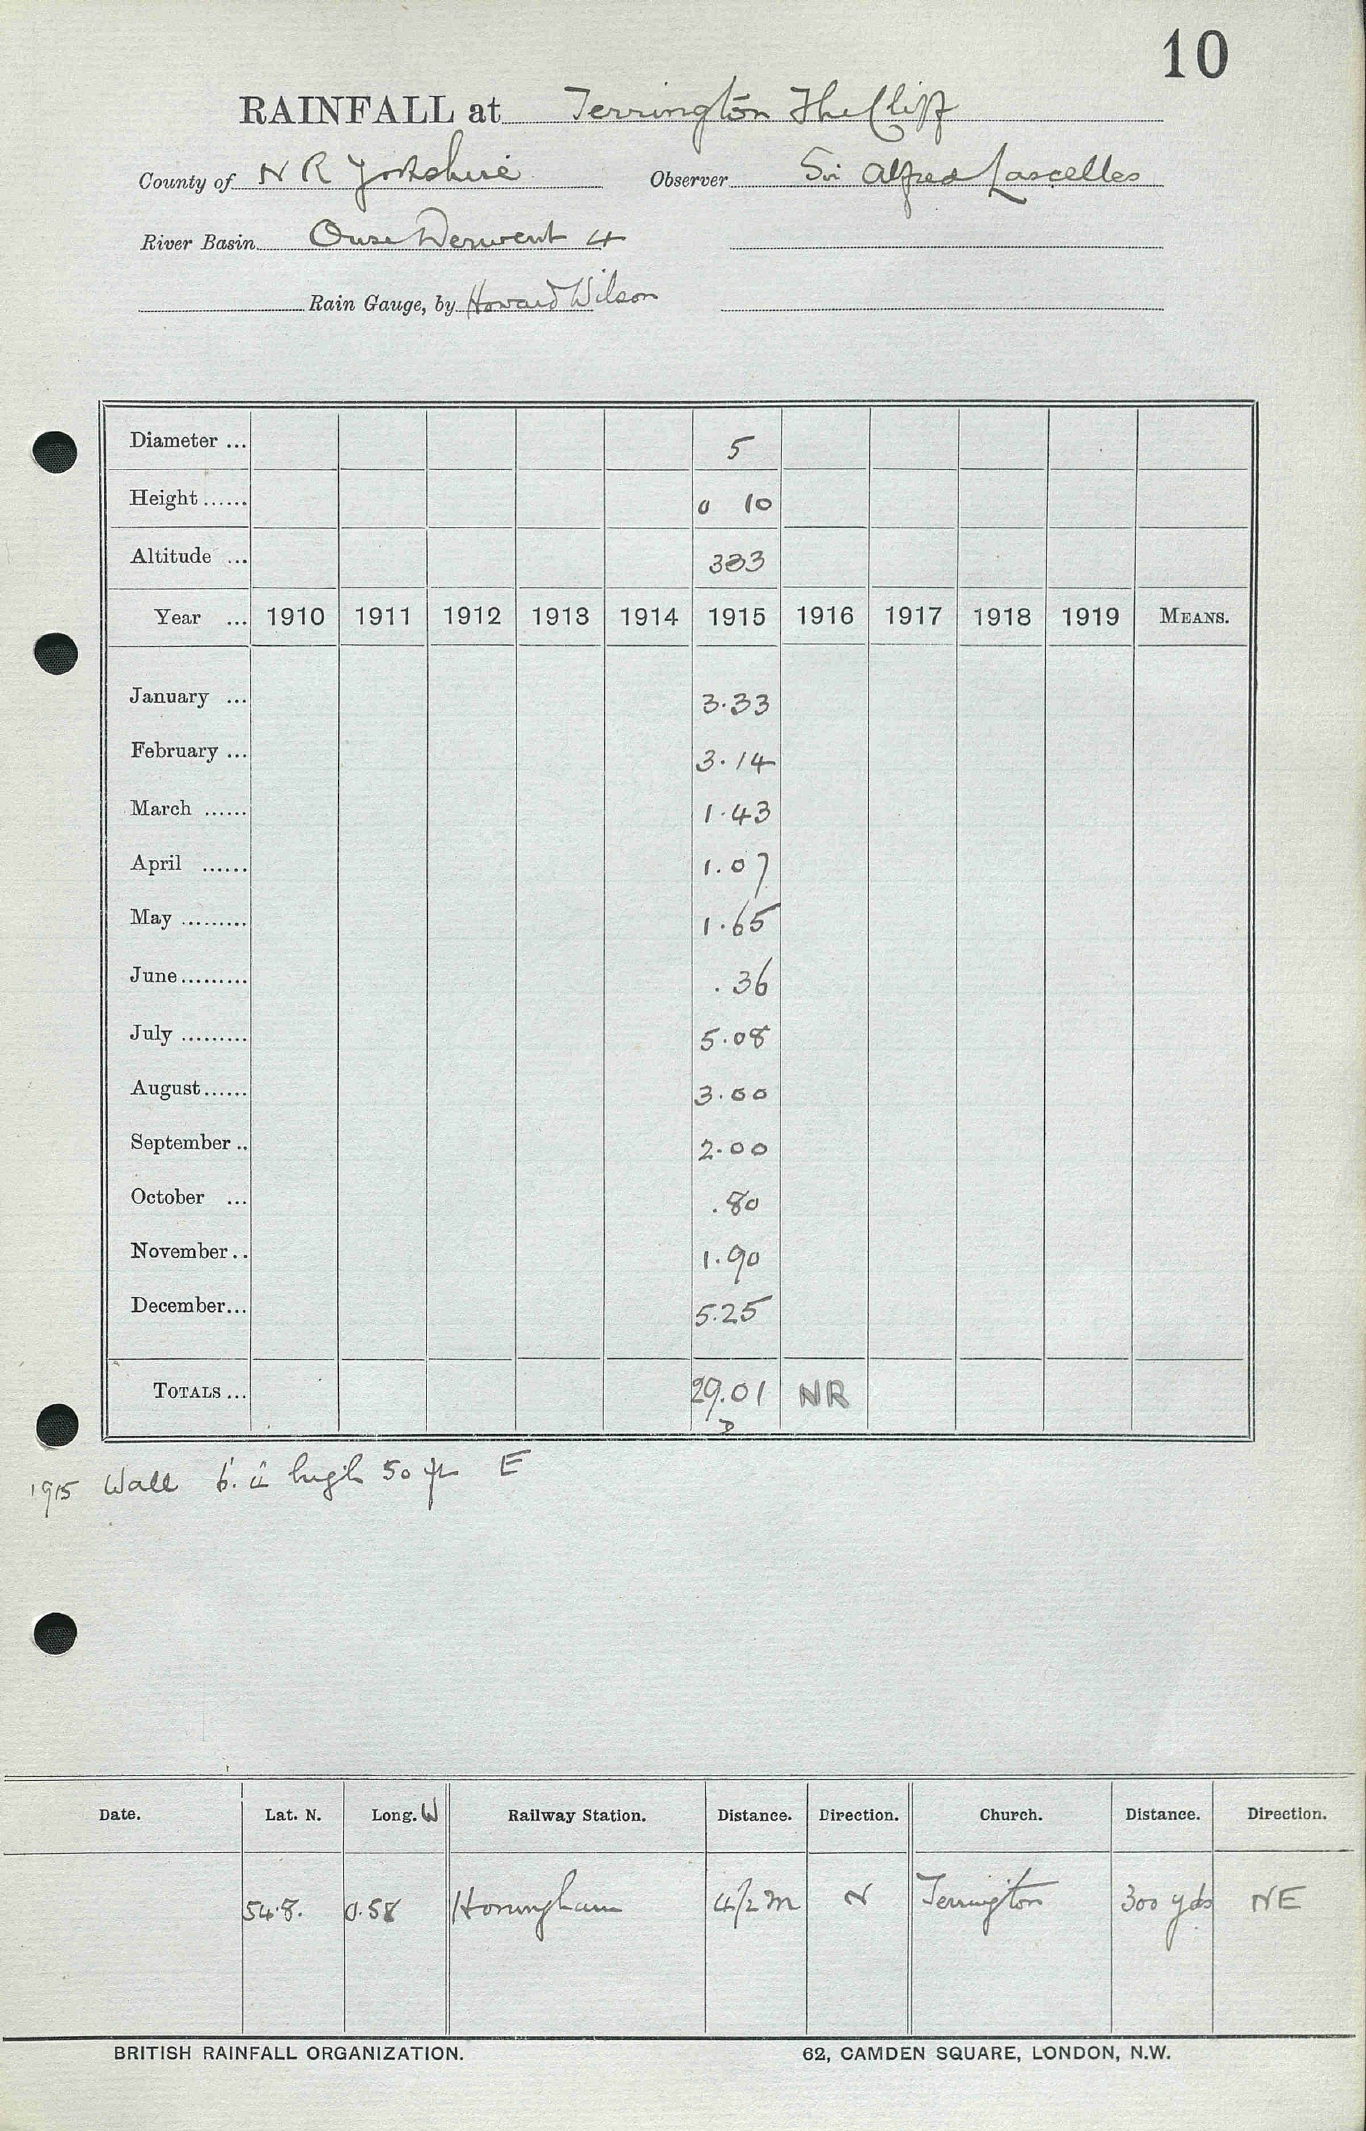 10
RAINFALL at Terrington The Cliff
County of N R Yorkshire Observer Sir Alfred Lascelles
River Basin Ouse Derwent 4
Rain Gauge, by Howard Wilson
Diameter ... 5
Height ...... 0 10
Altitude ... 333
Year ... 1910 1911 1912 1913 1914 1915 1916 1917 1918 1919 MEANS.
January ... 3.33
February ... 3.14
March ...... 1.43
April ...... 1.07
May ......... 1.65
June ......... .36
July ......... 5.08
August ...... 3.00
September .. 2.00
October ... .80
November .. 1.90
December ... 5.25
TOTALS ... 29.01 NR
D
1915 Wall high 50 ft E
Date. Lat. N. Long. W Railway Station. Distance. Direction. Church. Distance. Direction.
54.8. 0.58 Hovingham 4½ m N Terrington 300 yds NE
BRITISH RAINFALL ORGANIZATION. 62, CAMDEN SQUARE, LONDON, N.W.